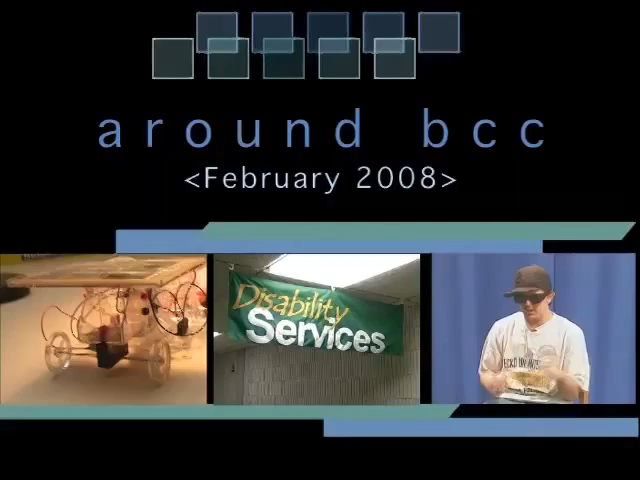 around bcc
<February 2008>
Disability
Services